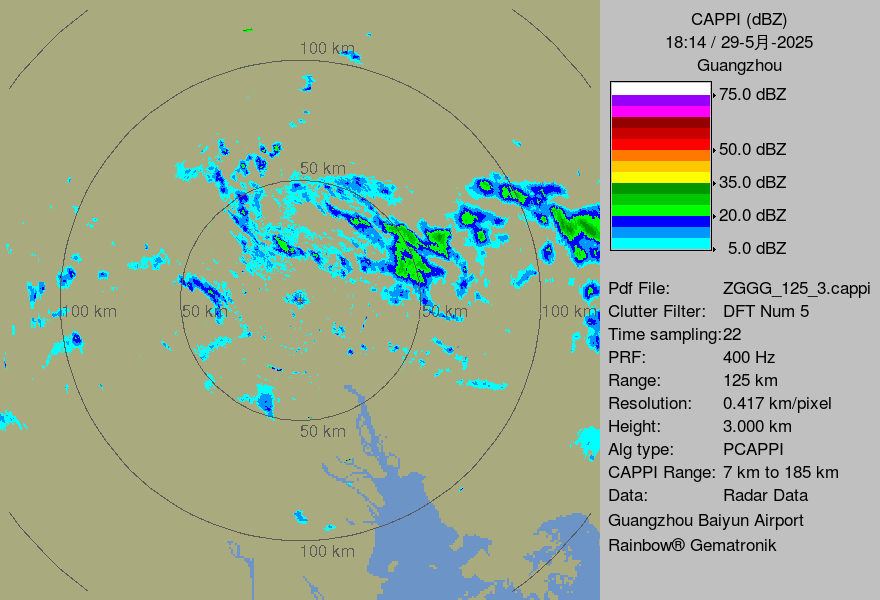 CAPPI (dBZ)
18:14 / 29-5月-2025
Guangzhou
75.0 dBZ
50.0 dBZ
35.0 dBZ
20.0 dBZ
5.0 dBZ
Pdf File: ZGGG_125_3.cappi
Clutter Filter: DFT Num 5
Time sampling:22
PRF: 400 Hz
Range: 125 km
Resolution: 0.417 km/pixel
Height: 3.000 km
Alg type: PCAPPI
CAPPI Range: 7 km to 185 km
Data: Radar Data
Guangzhou Baiyun Airport
Rainbow® Gematronik
100 km
50 km
100 km 50 km 50 km 100 km
50 km
100 km